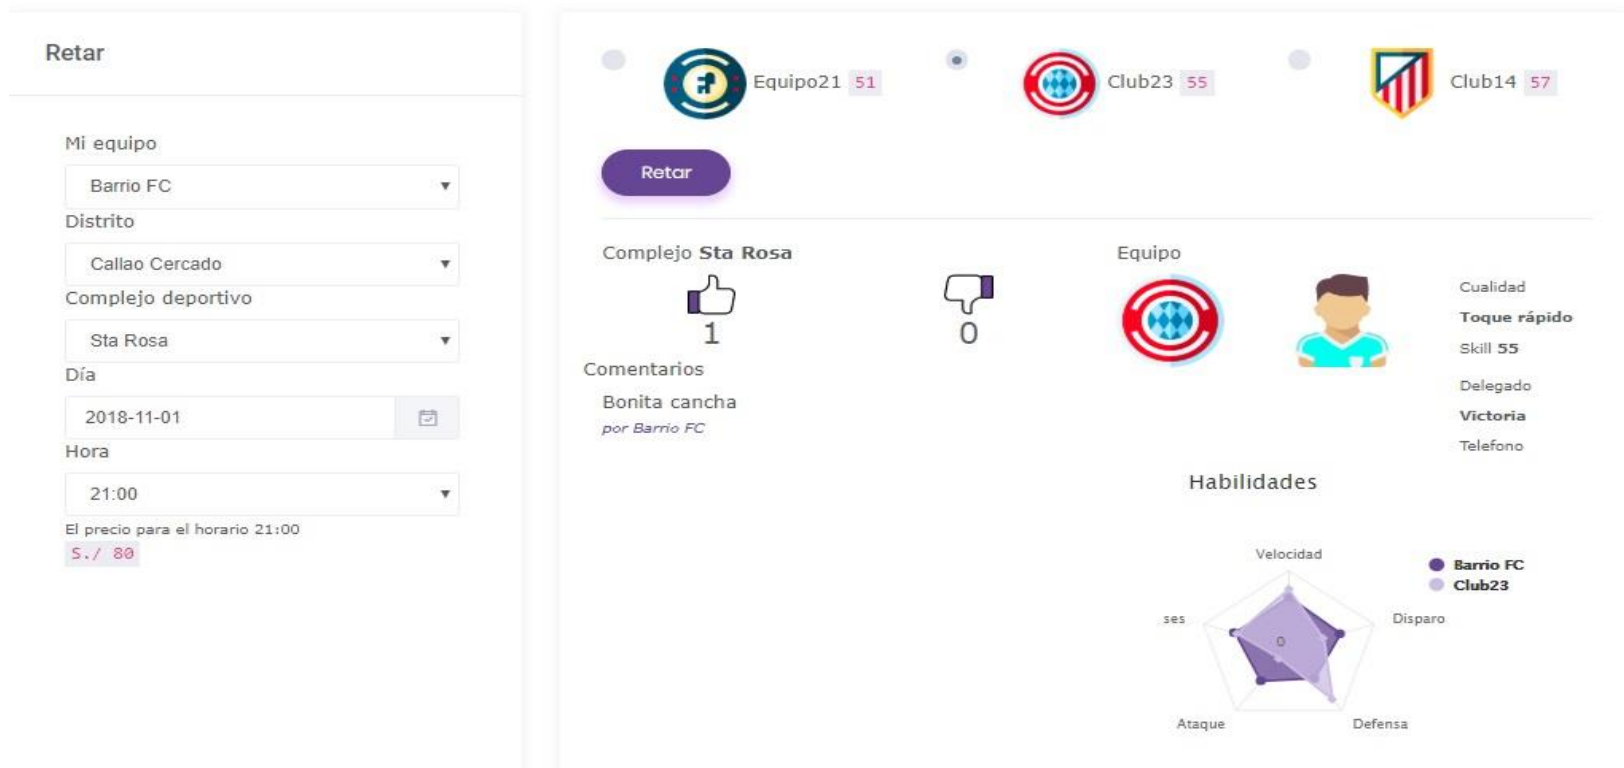 Retar
Mi equipo
Barrio FC
Distrito
Callao Cercado
Complejo deportivo
Sta Rosa
Día
2018-11-01
Hora
21:00
El precio para el horario 21:00
S./ 80
Equipo21 51
Club23 55
Club14 57
Retar
Complejo Sta Rosa
1
0
Comentarios
Bonita cancha
por Barrio FC
Equipo
Cualidad
Toque rápido
Skill 55
Delegado
Victoria
Telefono
Habilidades
Velocidad
Barrio FC
Club23
ses
Disparo
0
Ataque
Defensa